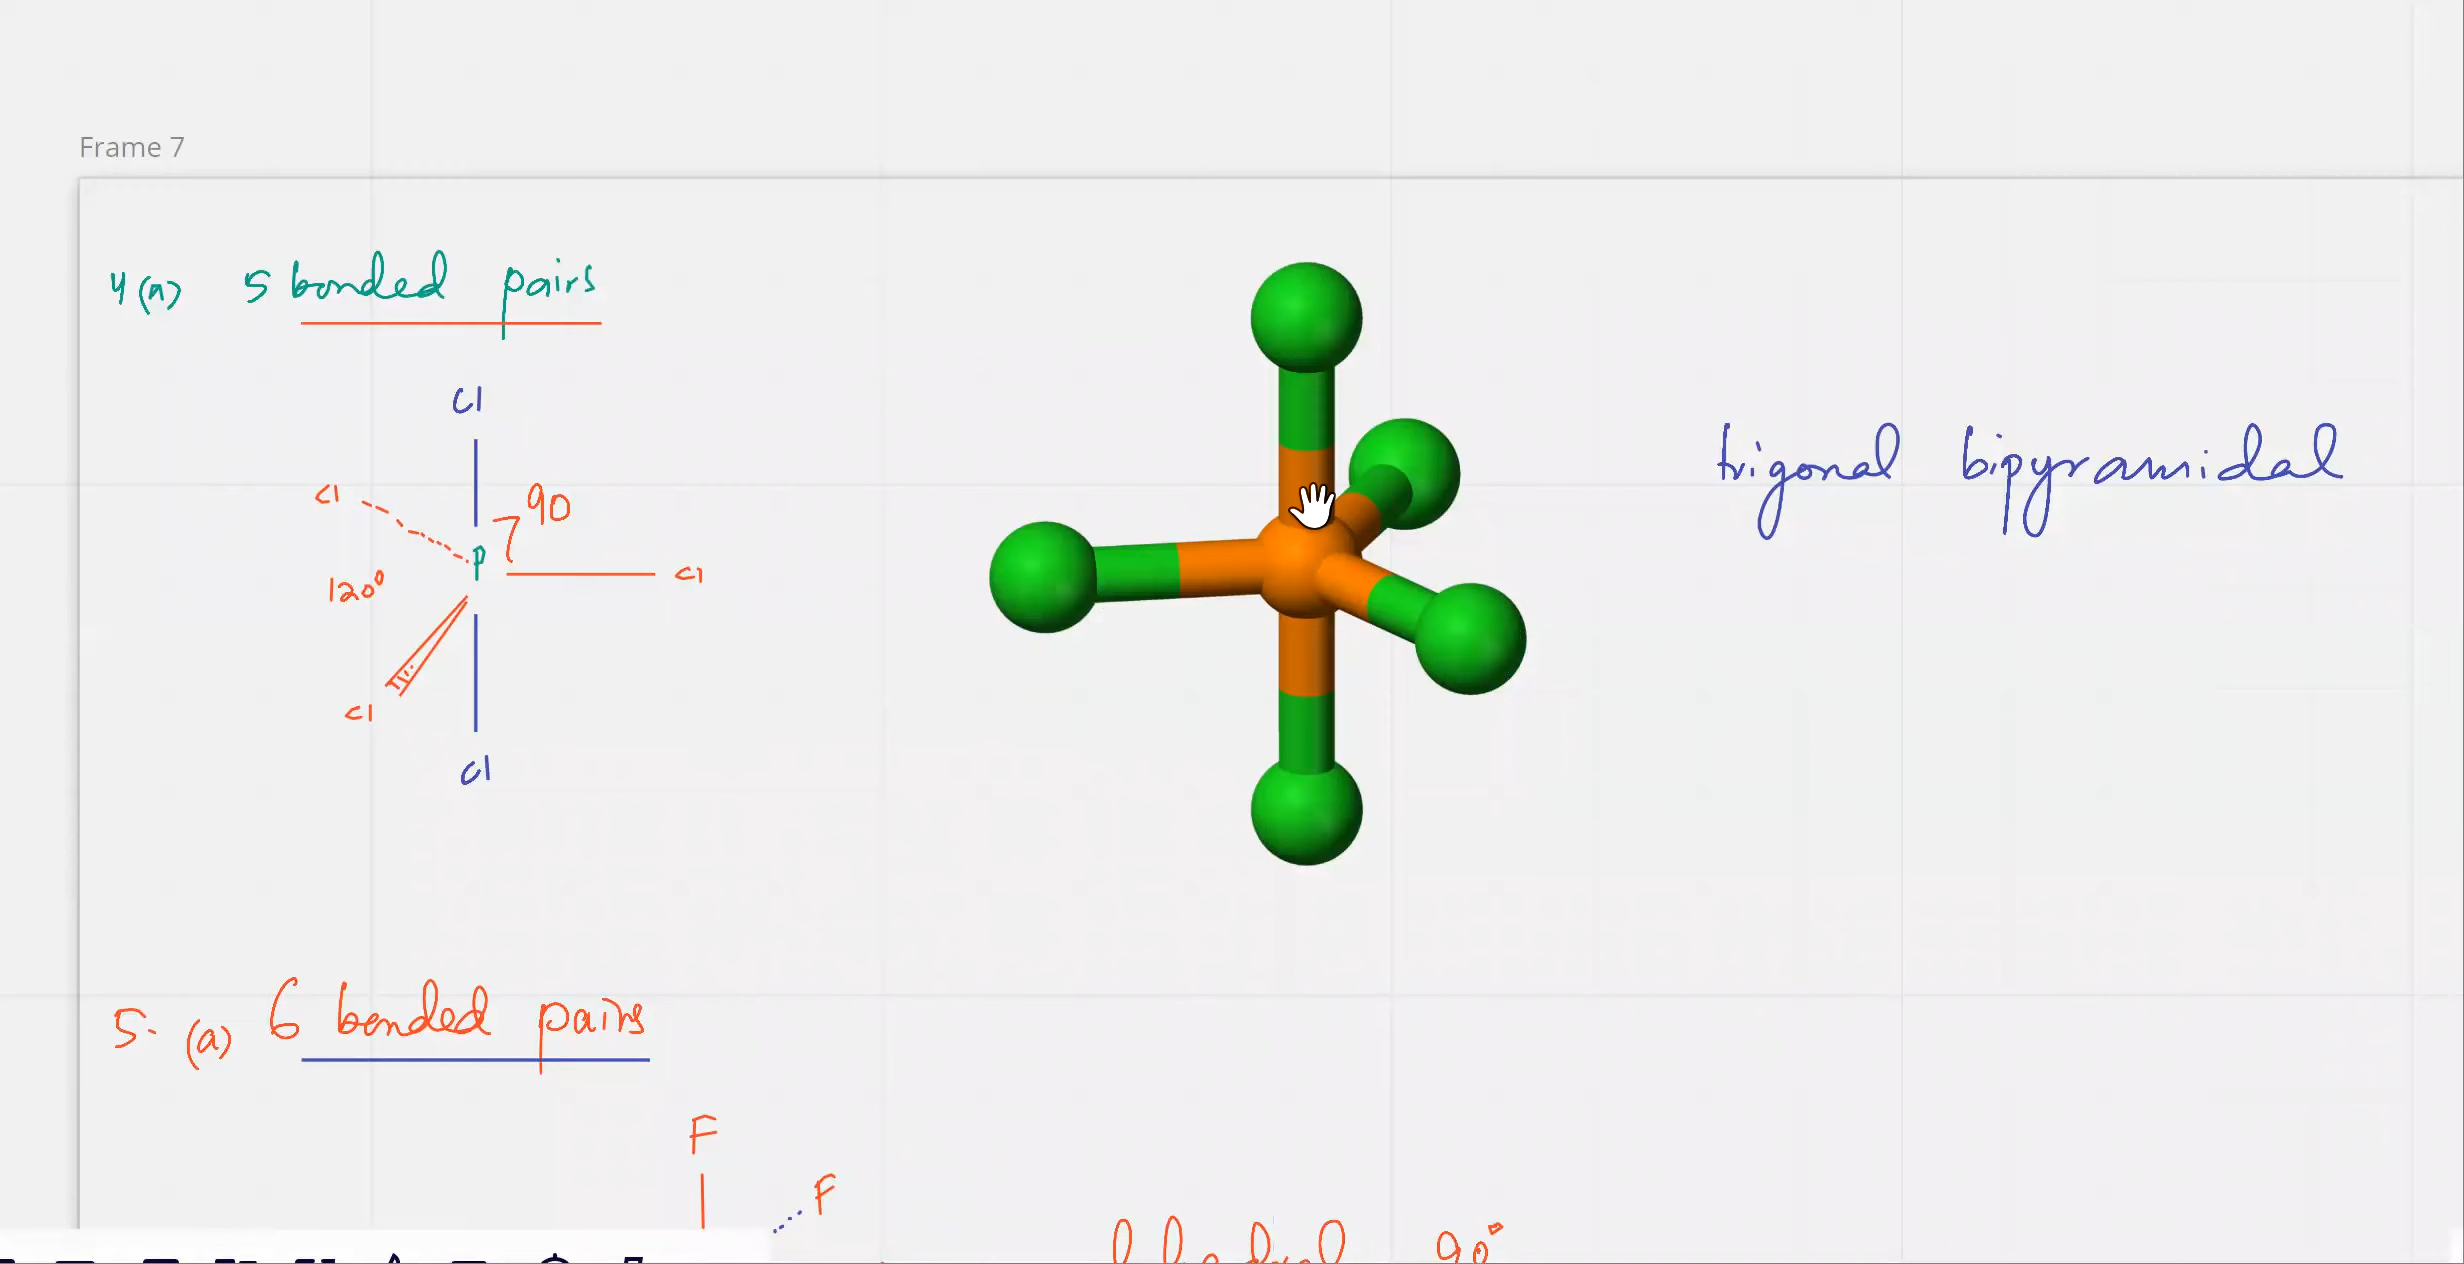 Frame 7
4(a) 5 bonded pairs
Cl
Cl
90
P
Cl
120°
Cl
Cl
trigonal bipyramidal
5. (a) 6 bonded pairs
F
F
90°